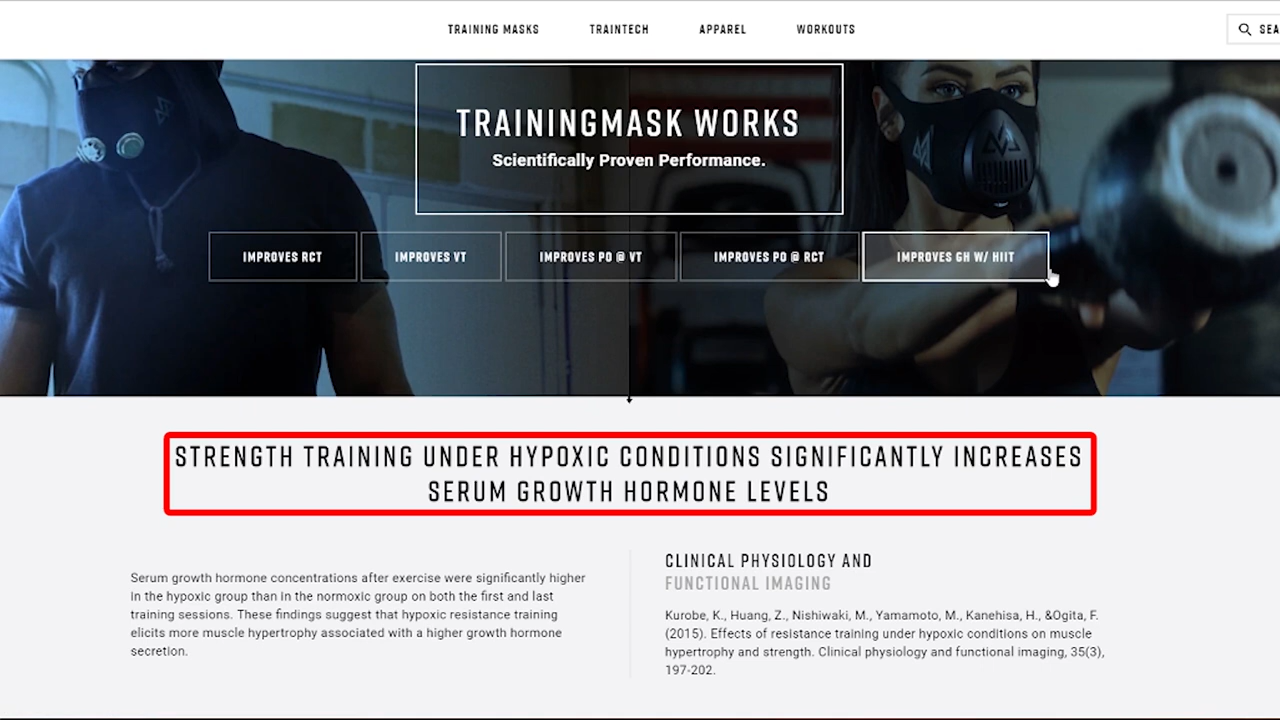 TRAINING MASKS TRAINTECH APPAREL WORKOUTS
TRAININGMASK WORKS
Scientifically Proven Performance.
IMPROVES RCT IMPROVES VT IMPROVES PO @ VT IMPROVES PO @ RCT IMPROVES GH W/ HIIT
STRENGTH TRAINING UNDER HYPOXIC CONDITIONS SIGNIFICANTLY INCREASES
SERUM GROWTH HORMONE LEVELS
Serum growth hormone concentrations after exercise were significantly higher
in the hypoxic group than in the normoxic group on both the first and last
training sessions. These findings suggest that hypoxic resistance training
elicits more muscle hypertrophy associated with a higher growth hormone
secretion.
CLINICAL PHYSIOLOGY AND
FUNCTIONAL IMAGING
Kurobe, K., Huang, Z., Nishiwaki, M., Yamamoto, M., Kanehisa, H., &Ogita, F.
(2015). Effects of resistance training under hypoxic conditions on muscle
hypertrophy and strength. Clinical physiology and functional imaging, 35(3),
197-202.